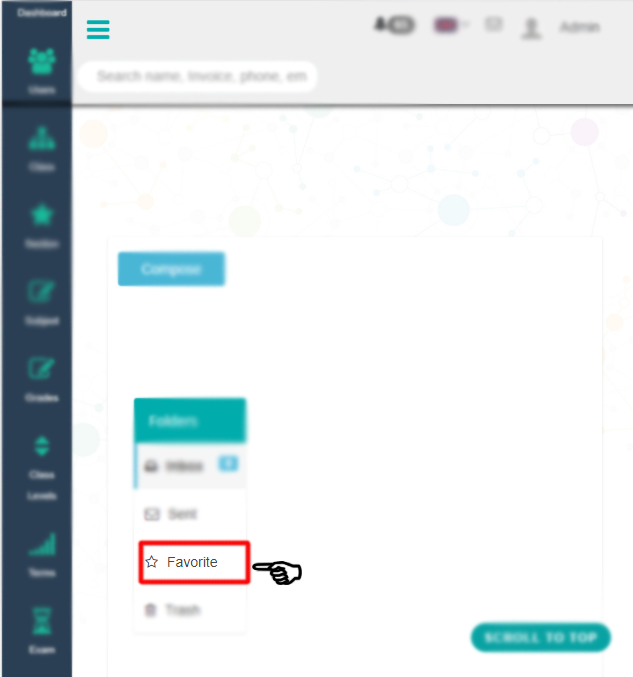 Dashboard
Admin
Users
Search name, Invoice, phone, em
Class
Section
Compose
Subject
Grades
Folders
Class
Levels
Inbox
Sent
Terms
Favorite
Trash
SCROLL TO TOP
Exam